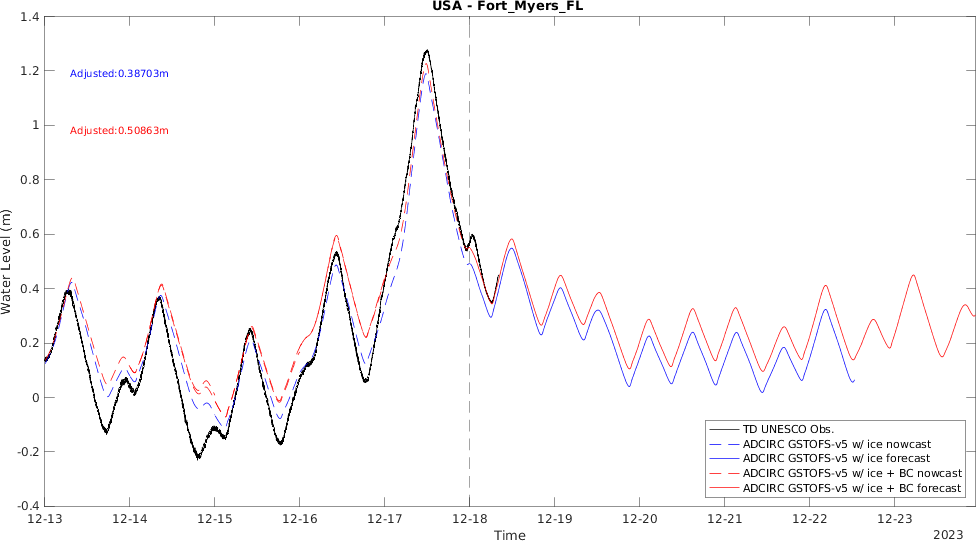 USA - Fort_Myers_FL
1.4
1.2
1
0.8
0.6
0.4
0.2
0
-0.2
-0.4
Water Level (m)
Adjusted:0.38703m
Adjusted:0.50863m
TD UNESCO Obs.
ADCIRC GSTOFS-v5 w/ ice nowcast
ADCIRC GSTOFS-v5 w/ ice forecast
ADCIRC GSTOFS-v5 w/ ice + BC nowcast
ADCIRC GSTOFS-v5 w/ ice + BC forecast
12-13 12-14 12-15 12-16 12-17 12-18 12-19 12-20 12-21 12-22 12-23
Time
2023